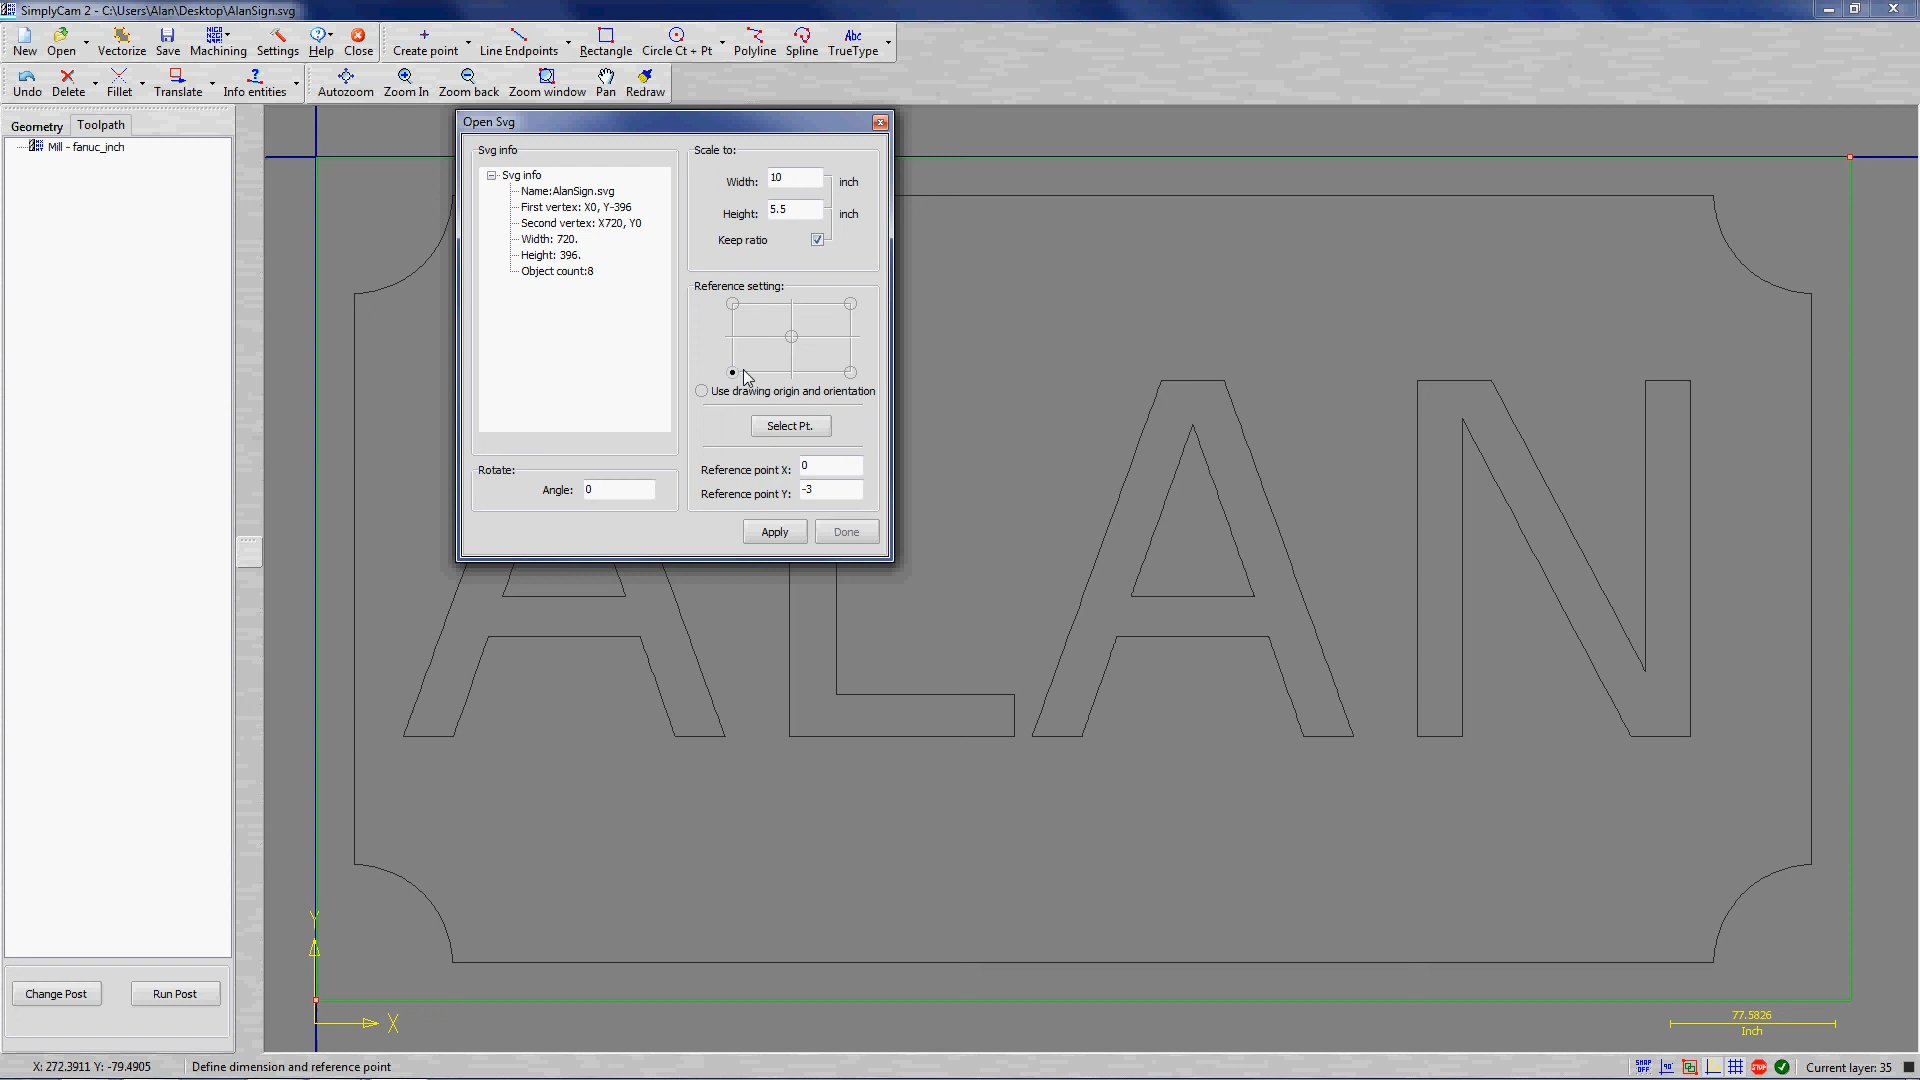 SimplyCam 2 - C:\Users\Alan\Desktop\AlanSign.svg
New Open Vectorize Save Machining Settings Help Close Create point Line Endpoints Rectangle Circle Ct + Pt Polyline Spline Abc TrueType
Undo Delete Fillet Translate Info entities Autozoom Zoom In Zoom back Zoom window Pan Redraw
Geometry Toolpath
Mill - fanuc_inch
Open Svg
Svg info
Svg info
Name:AlanSign.svg
First vertex: X0, Y-396
Second vertex: X720, Y0
Width: 720.
Height: 396.
Object count:8
Rotate:
Angle: 0
Scale to:
Width: 10 inch
Height: 5.5 inch
Keep ratio
Reference setting:
Use drawing origin and orientation
Select Pt.
Reference point X: 0
Reference point Y: -3
Apply Done
ALAN
Y
X
77.5826
Inch
Change Post Run Post
X: 272.3911 Y: -79.4905 Define dimension and reference point
SNAP OFF 90° STOP Current layer: 35